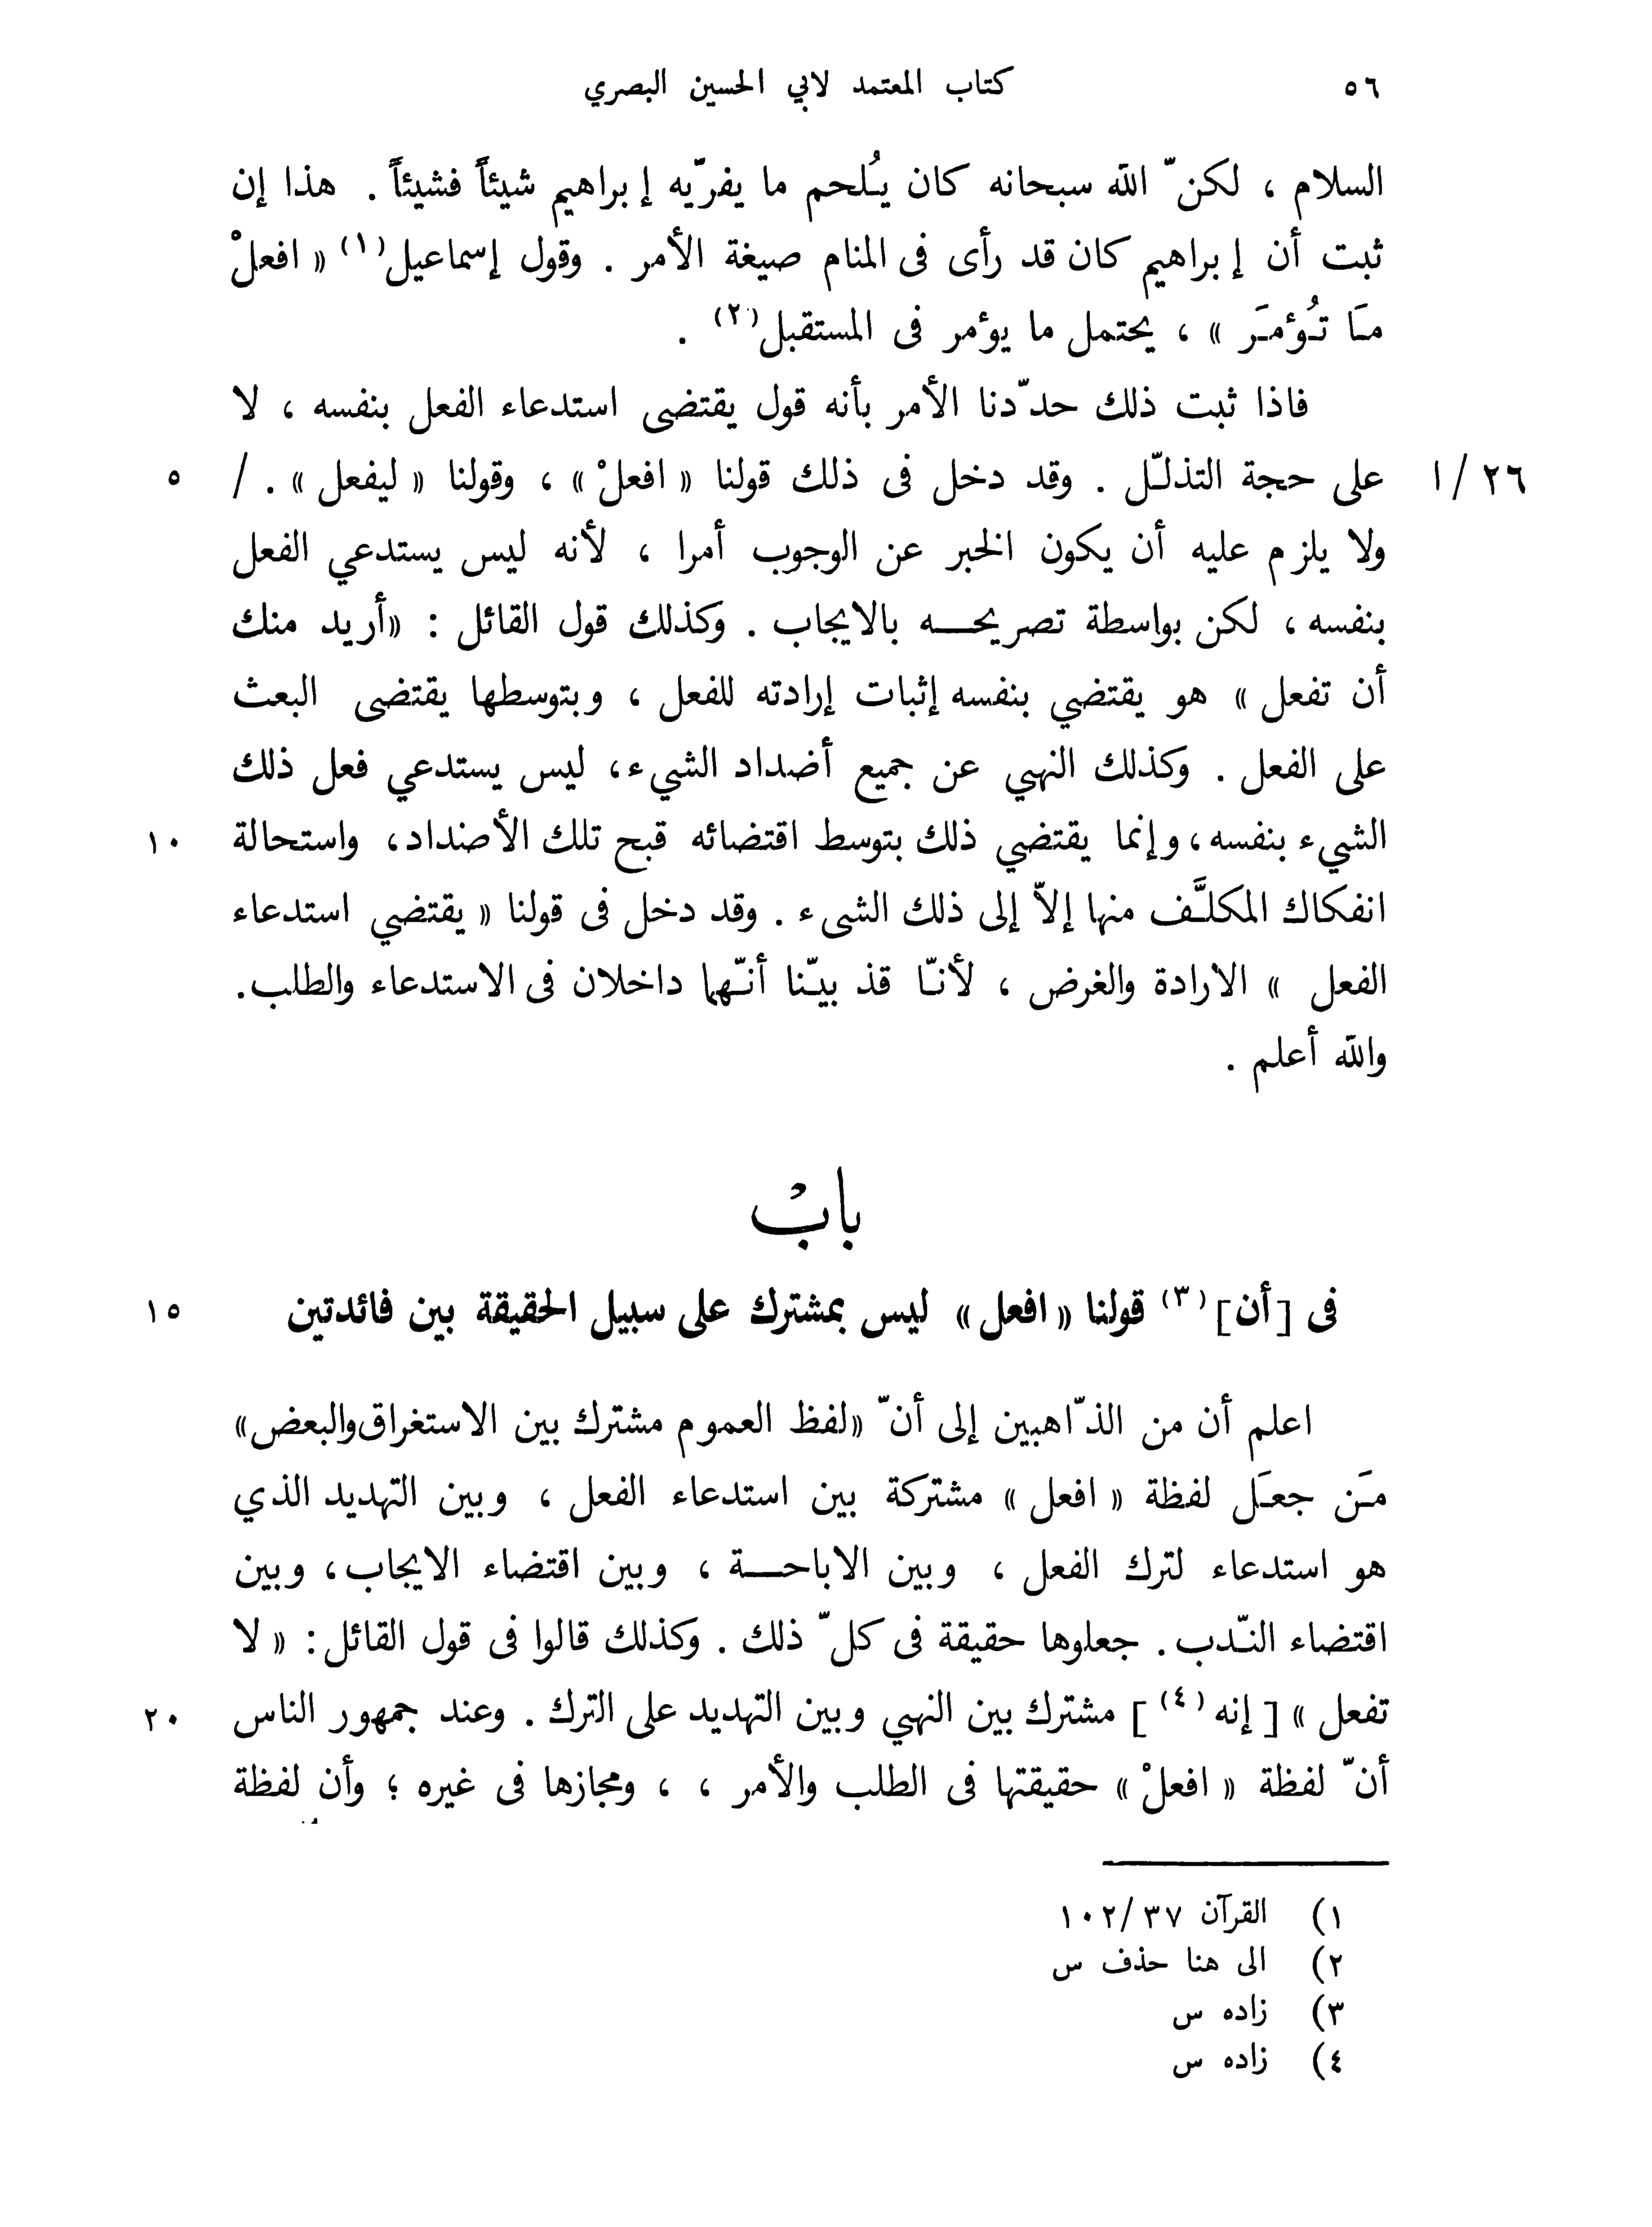 ٥٦ كتاب المعتمد لابي الحسين البصري
السلام ، لكنّ الله سبحانه كان يُلحم ما يفرّيه إبراهيم شيئاً فشيئاً . هذا إن
ثبت أن إبراهيم كان قد رأى فى المنام صيغة الأمر . وقول إسماعيل(١) « افعلْ
مَا تُؤمَر » ، يحتمل ما يؤمر فى المستقبل(٢) .
فاذا ثبت ذلك حدّدنا الأمر بأنه قول يقتضى استدعاء الفعل بنفسه ، لا
٢٦/ ١ على حجة التذلّل . وقد دخل فى ذلك قولنا « افعلْ » ، وقولنا « ليفعل » . / ٥
ولا يلزم عليه أن يكون الخبر عن الوجوب أمرا ، لأنه ليس يستدعي الفعل
بنفسه ، لكن بواسطة تصريحــه بالايجاب . وكذلك قول القائل : «أريد منك
أن تفعل » هو يقتضي بنفسه إثبات إرادته للفعل ، وبتوسطها يقتضى البعث
على الفعل . وكذلك النهي عن جميع أضداد الشيء، ليس يستدعي فعل ذلك
الشيء بنفسه، وإنما يقتضي ذلك بتوسط اقتضائه قبح تلك الأضداد، واستحالة ١٠
انفكاك المكلَّف منها إلاّ إلى ذلك الشىء . وقد دخل فى قولنا « يقتضي استدعاء
الفعل » الارادة والغرض ، لأنّا قذ بيّنا أنّهما داخلان فى الاستدعاء والطلب.
والله أعلم .
بابْ
فى [أن](٣) قولنا « افعل » ليس بمشترك على سبيل الحقيقة بين فائدتين ١٥
اعلم أن من الذّاهبين إلى أنّ «لفظ العموم مشترك بين الاستغراق والبعض»
مَن جعَل لفظة « افعل » مشتركة بين استدعاء الفعل ، وبين التهديد الذي
هو استدعاء لترك الفعل ، وبين الاباحــة ، وبين اقتضاء الايجاب، وبين
اقتضاء النّدب . جعلوها حقيقة فى كلّ ذلك . وكذلك قالوا فى قول القائل : « لا
تفعل » [ إنه (٤) ] مشترك بين النهي وبين التهديد على الترك . وعند جمهور الناس ٢٠
أنّ لفظة « افعلْ » حقيقتها فى الطلب والأمر ، ، ومجازها فى غيره ؛ وأن لفظة
١) القرآن ٣٧/١٠٢
٢) الى هنا حذف س
٣) زاده س
٤) زاده س